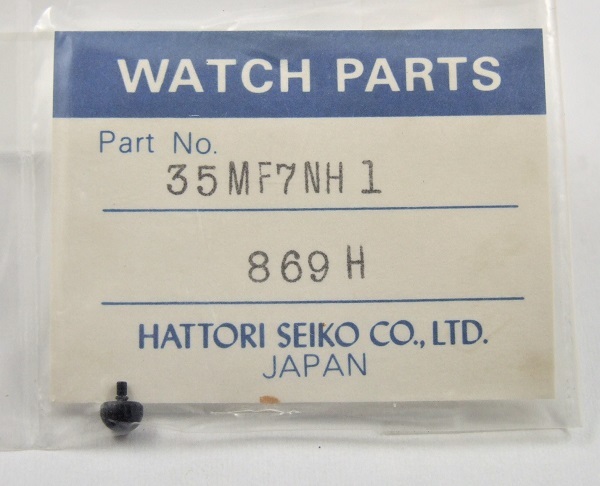 WATCH PARTS
Part No.
35MF7NH1
869H
HATTORI SEIKO CO., LTD.
JAPAN